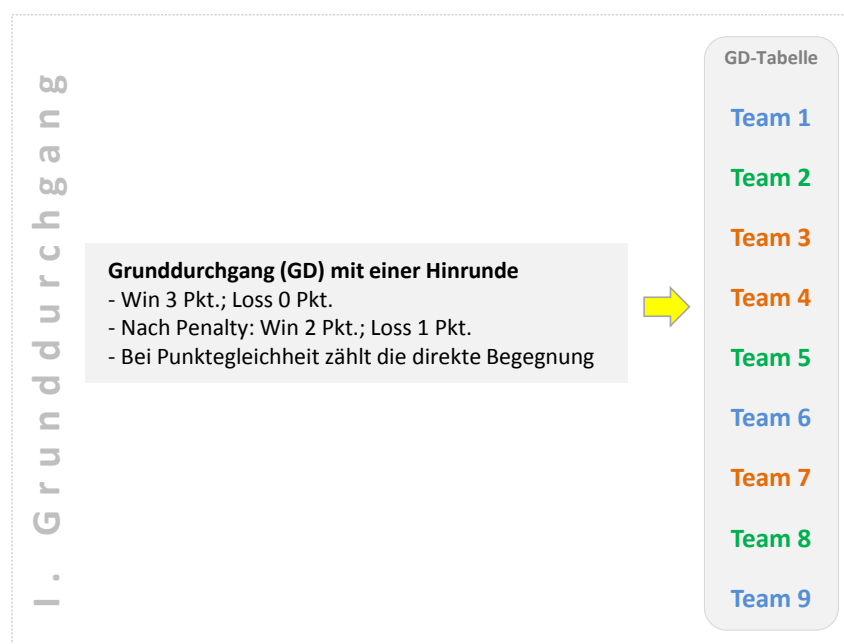 I. Grunddurchgang
Grunddurchgang (GD) mit einer Hinrunde
- Win 3 Pkt.; Loss 0 Pkt.
- Nach Penalty: Win 2 Pkt.; Loss 1 Pkt.
- Bei Punktegleichheit zählt die direkte Begegnung
GD-Tabelle
Team 1
Team 2
Team 3
Team 4
Team 5
Team 6
Team 7
Team 8
Team 9